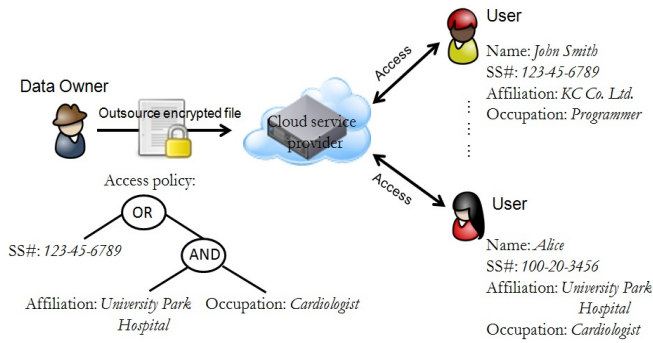 Data Owner
Outsource encrypted file
Cloud service
provider
Access
Access
User
Name: John Smith
SS#: 123-45-6789
Affiliation: KC Co. Ltd.
Occupation: Programmer
User
Name: Alice
SS#: 100-20-3456
Affiliation: University Park
Hospital
Occupation: Cardiologist
Access policy:
OR
SS#: 123-45-6789
AND
Affiliation: University Park
Hospital
Occupation: Cardiologist